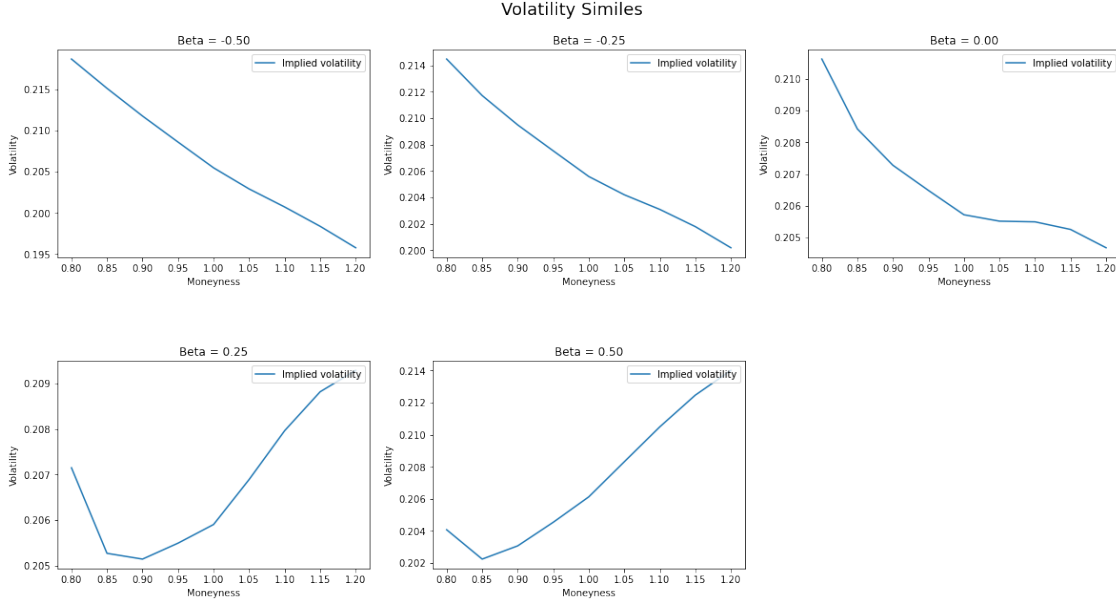 Volatility Similes
Beta = -0.50
Implied volatility
Volatility
0.215
0.210
0.205
0.200
0.195
0.80 0.85 0.90 0.95 1.00 1.05 1.10 1.15 1.20
Moneyness
Beta = -0.25
Implied volatility
Volatility
0.214
0.212
0.210
0.208
0.206
0.204
0.202
0.200
0.80 0.85 0.90 0.95 1.00 1.05 1.10 1.15 1.20
Moneyness
Beta = 0.00
Implied volatility
Volatility
0.210
0.209
0.208
0.207
0.206
0.205
0.80 0.85 0.90 0.95 1.00 1.05 1.10 1.15 1.20
Moneyness
Beta = 0.25
Implied volatility
Volatility
0.209
0.208
0.207
0.206
0.205
0.80 0.85 0.90 0.95 1.00 1.05 1.10 1.15 1.20
Moneyness
Beta = 0.50
Implied volatility
Volatility
0.214
0.212
0.210
0.208
0.206
0.204
0.202
0.80 0.85 0.90 0.95 1.00 1.05 1.10 1.15 1.20
Moneyness